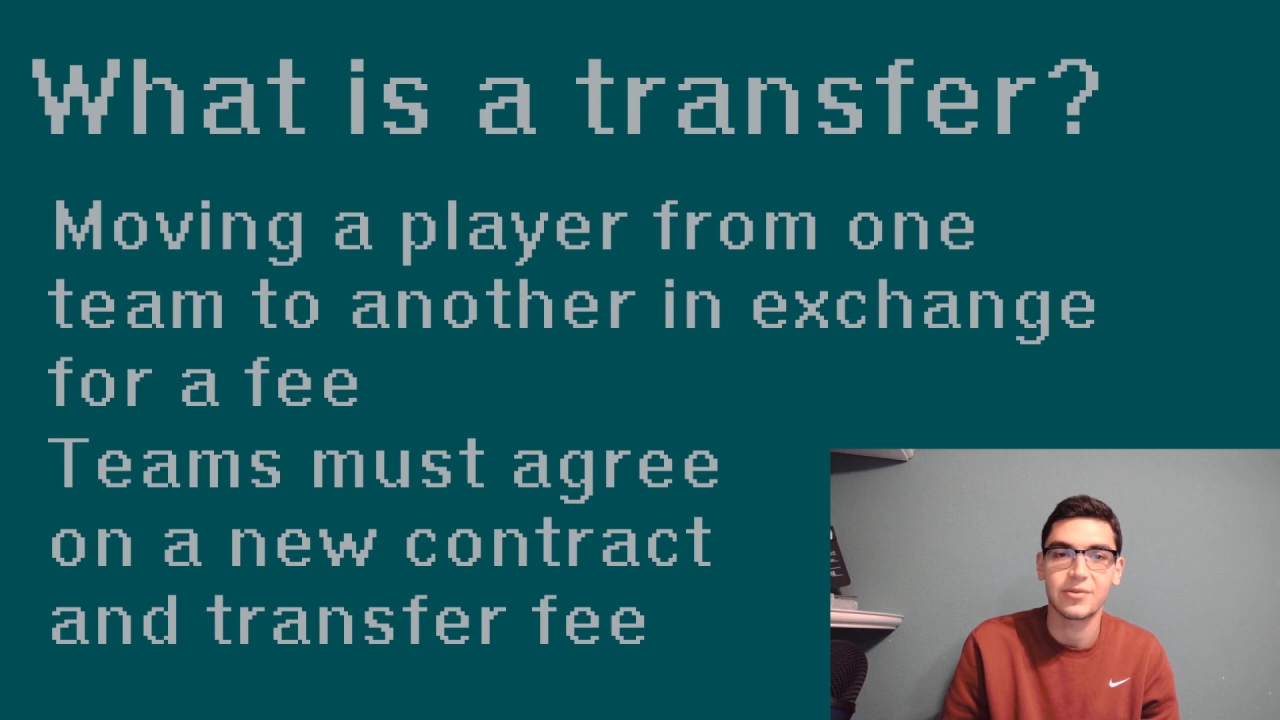 What is a transfer?
Moving a player from one
team to another in exchange
for a fee
Teams must agree
on a new contract
and transfer fee